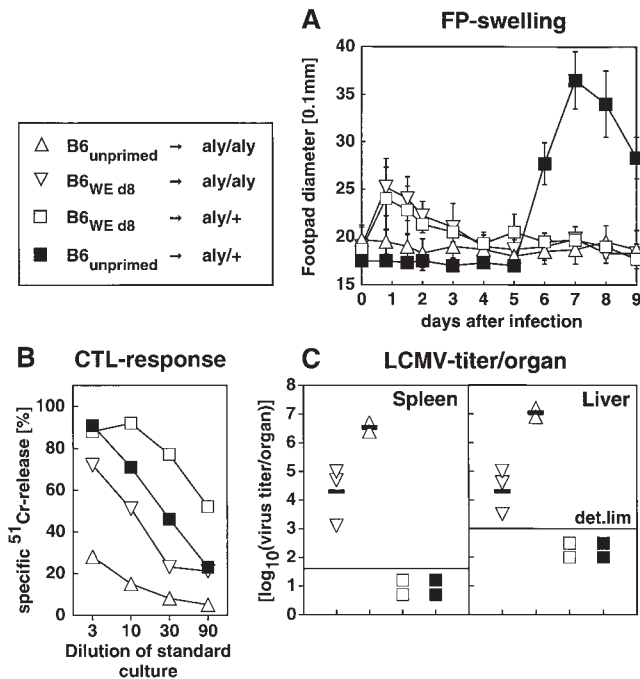 A FP-swelling
Footpad diameter [0.1mm]
40
35
30
25
20
15
0 1 2 3 4 5 6 7 8 9
days after infection
B6unprimed → aly/aly
B6WE d8 → aly/aly
B6WE d8 → aly/+
B6unprimed → aly/+
B CTL-response
specific 51Cr-release [%]
100
80
60
40
20
0
3 10 30 90
Dilution of standard
culture
C LCMV-titer/organ
[log10(virus titer/organ)]
8
7
6
5
4
3
2
1
0
Spleen
Liver
det.lim